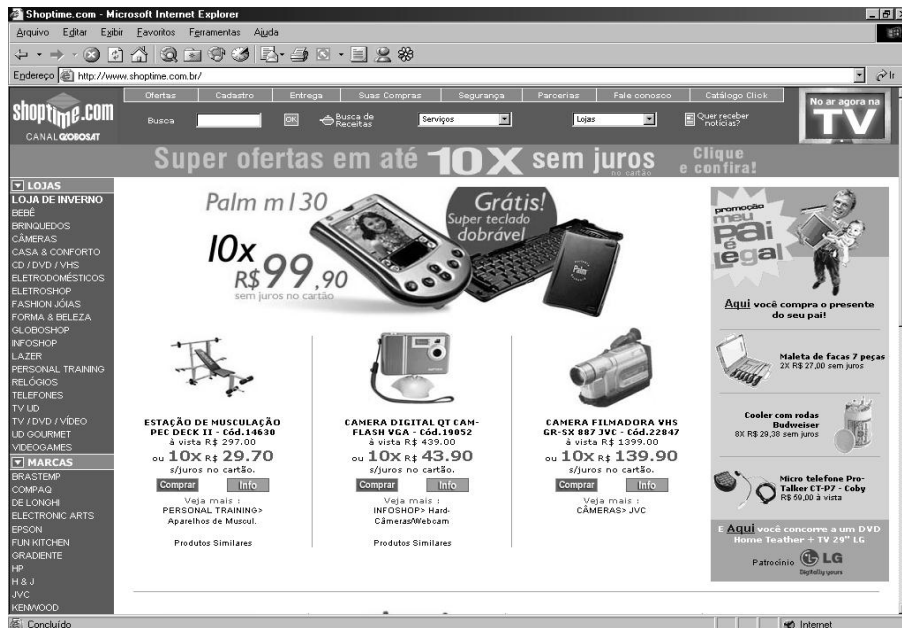 Shoptime.com - Microsoft Internet Explorer
Arquivo Editar Exibir Favoritos Ferramentas Ajuda
Endereço http://www.shoptime.com.br/ Ir
shoptime.com
CANAL GLOBOSAT
Ofertas Cadastro Entrega Suas Compras Segurança Parcerias Fale conosco Catálogo Click
Busca OK Busca de Receitas Serviços Lojas Quer receber notícias?
No ar agora na
TV
Super ofertas em até 10X sem juros
no cartão
Clique
e confira!
LOJAS
LOJA DE INVERNO
BEBÊ
BRINQUEDOS
CÂMERAS
CASA & CONFORTO
CD / DVD / VHS
ELETRODOMÉSTICOS
ELETROSHOP
FASHION JÓIAS
FORMA & BELEZA
GLOBOSHOP
INFOSHOP
LAZER
PERSONAL TRAINING
RELÓGIOS
TELEFONES
TV UD
TV / DVD / VÍDEO
UD GOURMET
VIDEOGAMES
MARCAS
BRASTEMP
COMPAQ
DE LONGHI
ELECTRONIC ARTS
EPSON
FUN KITCHEN
GRADIENTE
HP
H & J
JVC
KENWOOD
Palm m130
10x
R$ 99,90
sem juros no cartão
Grátis!
Super teclado
dobrável
Palm
ESTAÇÃO DE MUSCULAÇÃO
PEC DECK II - Cód.14630
à vista R$ 297.00
ou 10X R$ 29.70
s/juros no cartão.
Comprar Info
Veja mais :
PERSONAL TRAINING>
Aparelhos de Muscul.
Produtos Similares
CAMERA DIGITAL QT CAM-
FLASH VGA - Cód.19052
à vista R$ 439.00
ou 10X R$ 43.90
s/juros no cartão.
Comprar Info
Veja mais :
INFOSHOP> Hard-
Câmeras/Webcam
Produtos Similares
CAMERA FILMADORA VHS
GR-SX 887 JVC - Cód.22847
à vista R$ 1399.00
ou 10X R$ 139.90
s/juros no cartão.
Comprar Info
Veja mais :
CÂMERAS> JVC
promoção
meu
pai
é
legal
Aqui você compra o presente
do seu pai!
Maleta de facas 7 peças
2X R$ 27,00 sem juros
Cooler com rodas
Budweiser
8X R$ 29,38 sem juros
Micro telefone Pro-
Talker CT-P7 - Coby
R$ 59,00 à vista
E Aqui você concorre a um DVD
Home Teather + TV 29" LG
Patrocínio LG
Digitally yours
Concluído Internet